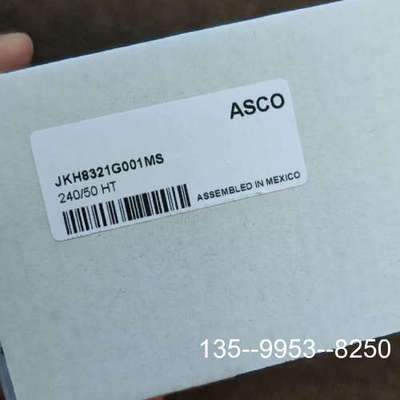 ASCO
JKH8321G001MS
240/50 HT
ASSEMBLED IN MEXICO
135--9953--8250